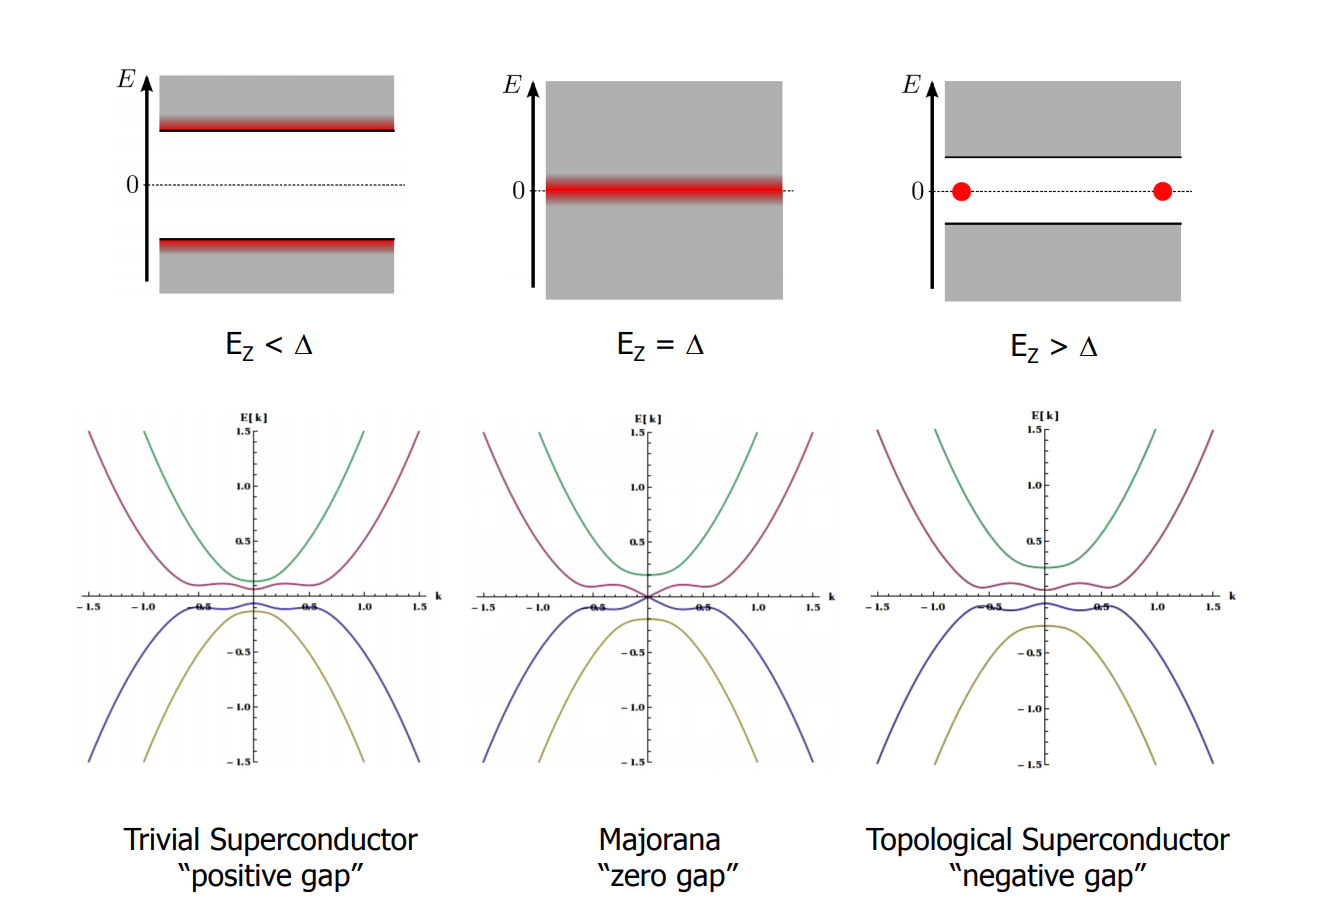 E
0
E
0
E
0
E_Z < Δ
E_Z = Δ
E_Z > Δ
E[k]
1.5
1.0
0.5
−1.5 −1.0 −0.5 0.5 1.0 1.5 k
−0.5
−1.0
−1.5
E[k]
1.5
1.0
0.5
−1.5 −1.0 −0.5 0.5 1.0 1.5 k
−0.5
−1.0
−1.5
E[k]
1.5
1.0
0.5
−1.5 −1.0 −0.5 0.5 1.0 1.5 k
−0.5
−1.0
−1.5
Trivial Superconductor
“positive gap”
Majorana
“zero gap”
Topological Superconductor
“negative gap”